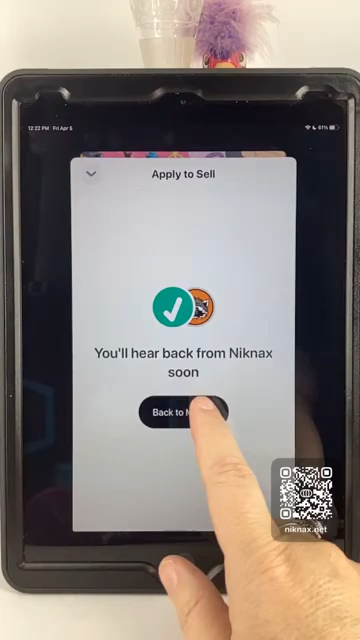 12:22 PM Fri Apr 5
61%
Apply to Sell
You'll hear back from Niknax
soon
Back to
niknax.net